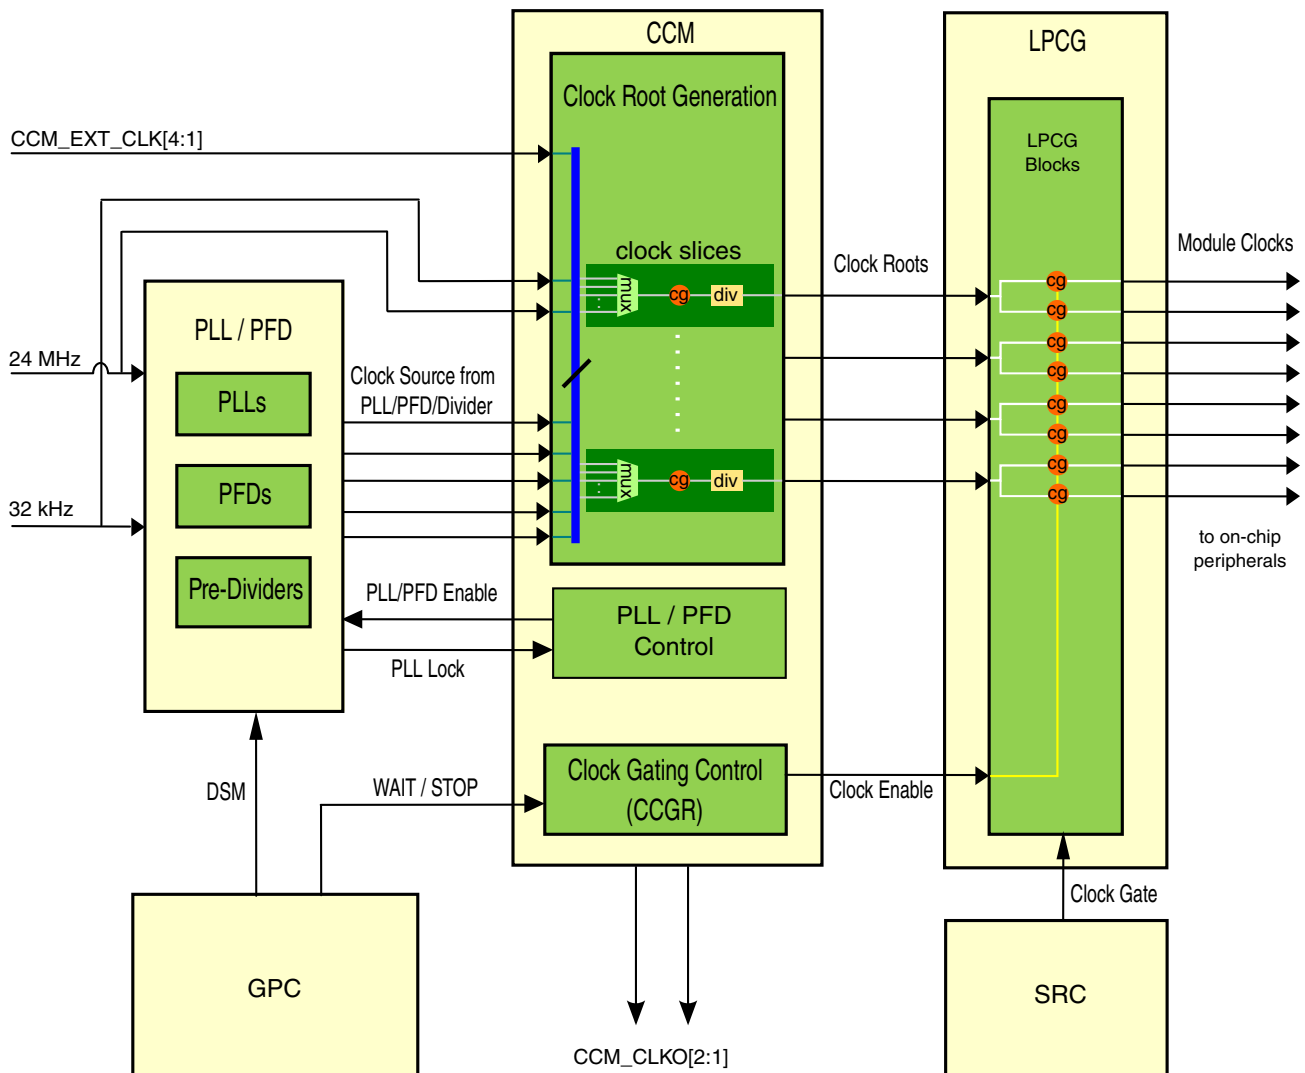 CCM
LPCG
Clock Root Generation
CCM_EXT_CLK[4:1]
LPCG
Blocks
clock slices
Clock Roots
Module Clocks
mux
cg
div
cg
cg
cg
cg
cg
cg
cg
cg
PLL / PFD
24 MHz
PLLs
Clock Source from
PLL/PFD/Divider
mux
cg
div
PFDs
32 kHz
to on-chip
peripherals
Pre-Dividers
PLL/PFD Enable
PLL / PFD
Control
PLL Lock
DSM
WAIT / STOP
Clock Gating Control
(CCGR)
Clock Enable
Clock Gate
GPC
SRC
CCM_CLKO[2:1]